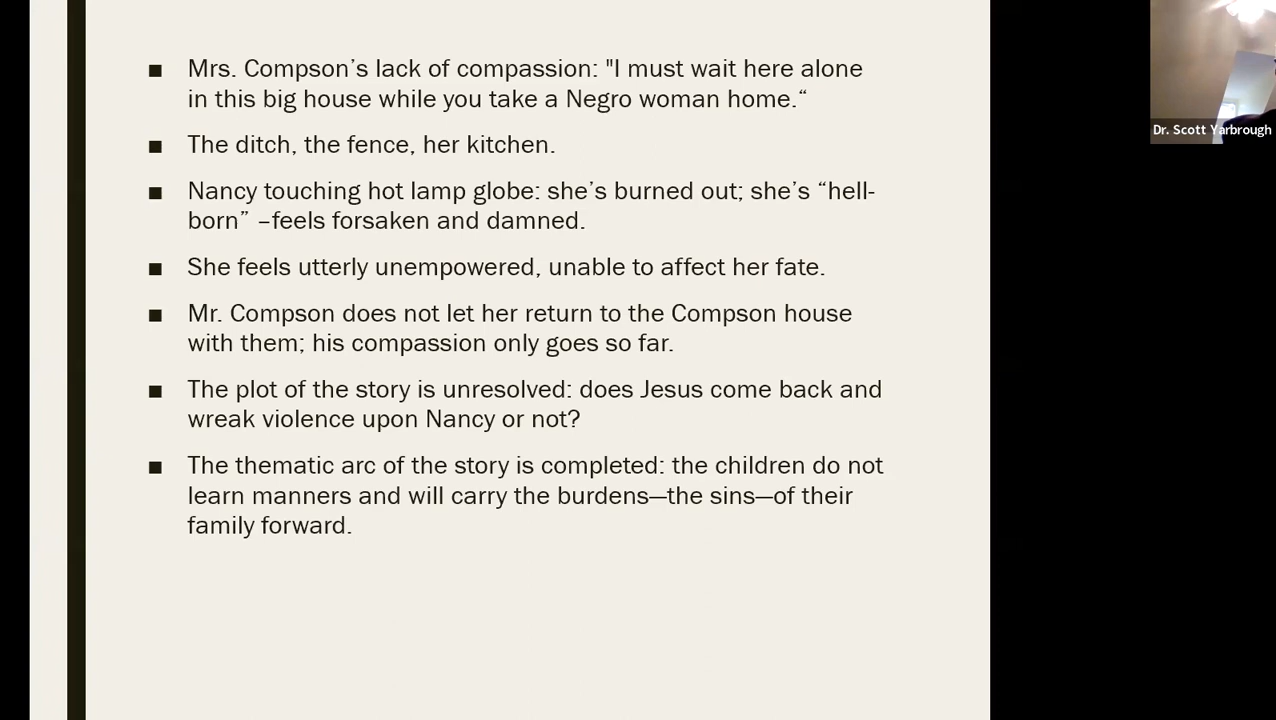 ■ Mrs. Compson’s lack of compassion: "I must wait here alone
in this big house while you take a Negro woman home.“
■ The ditch, the fence, her kitchen.
■ Nancy touching hot lamp globe: she’s burned out; she’s “hell-
born” –feels forsaken and damned.
■ She feels utterly unempowered, unable to affect her fate.
■ Mr. Compson does not let her return to the Compson house
with them; his compassion only goes so far.
■ The plot of the story is unresolved: does Jesus come back and
wreak violence upon Nancy or not?
■ The thematic arc of the story is completed: the children do not
learn manners and will carry the burdens—the sins—of their
family forward.
Dr. Scott Yarbrough